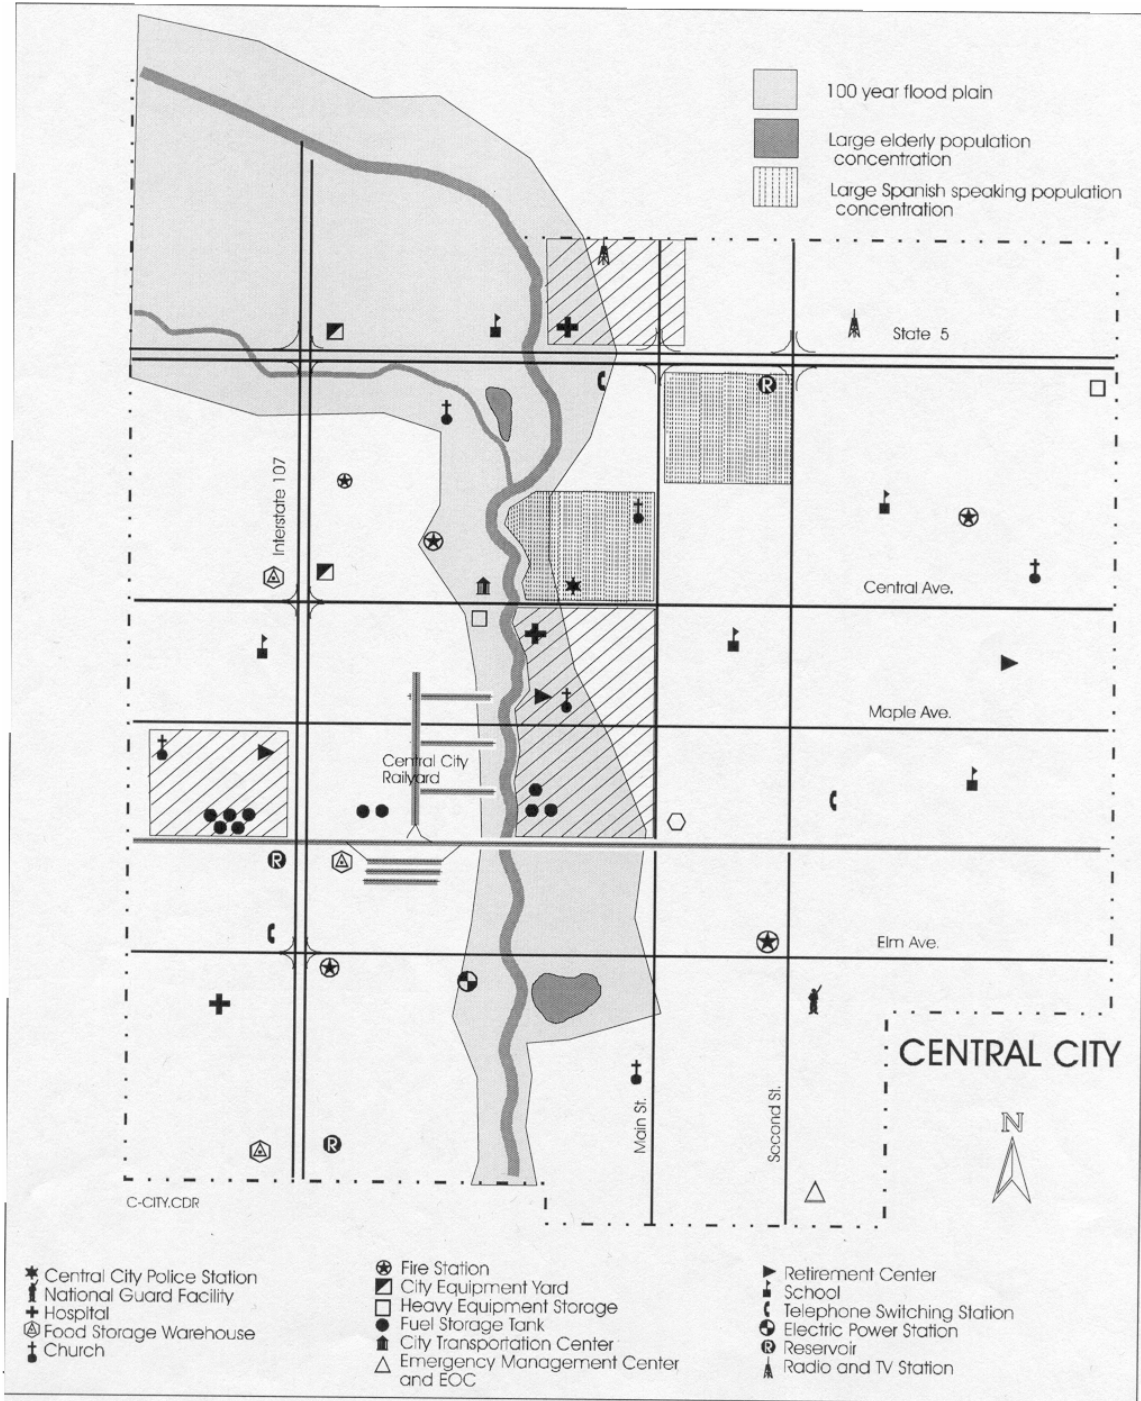 100 year flood plain
Large elderly population
concentration
Large Spanish speaking population
concentration
State 5
R
Interstate 107
Central Ave.
Maple Ave.
Central City
Railyard
R
Elm Ave.
CENTRAL CITY
Main St.
Second St.
N
R
C-CITY.CDR
Central City Police Station
National Guard Facility
Hospital
Food Storage Warehouse
Church
Fire Station
City Equipment Yard
Heavy Equipment Storage
Fuel Storage Tank
City Transportation Center
Emergency Management Center
and EOC
Retirement Center
School
Telephone Switching Station
Electric Power Station
R Reservoir
Radio and TV Station